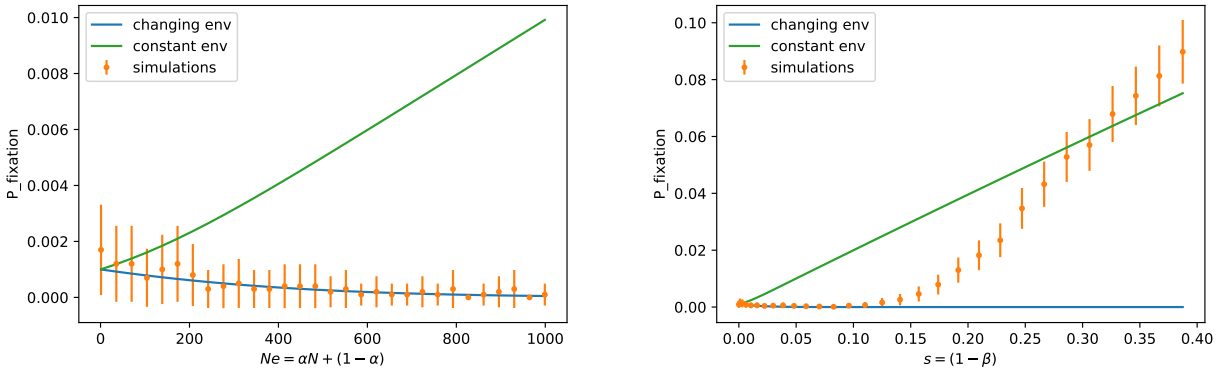 changing env
constant env
simulations
P_fixation
0.010
0.008
0.006
0.004
0.002
0.000
0 200 400 600 800 1000
Ne = αN + (1 − α)
changing env
constant env
simulations
P_fixation
0.10
0.08
0.06
0.04
0.02
0.00
0.00 0.05 0.10 0.15 0.20 0.25 0.30 0.35 0.40
s = (1 − β)